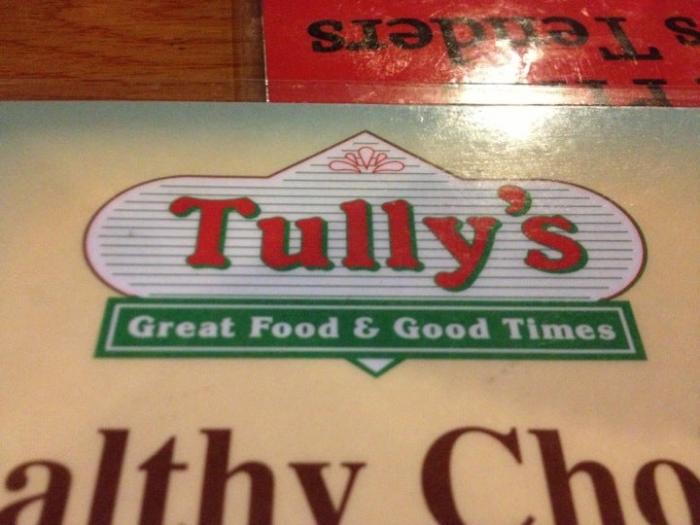 s Tenders
Tully's
Great Food & Good Times
althy Cho